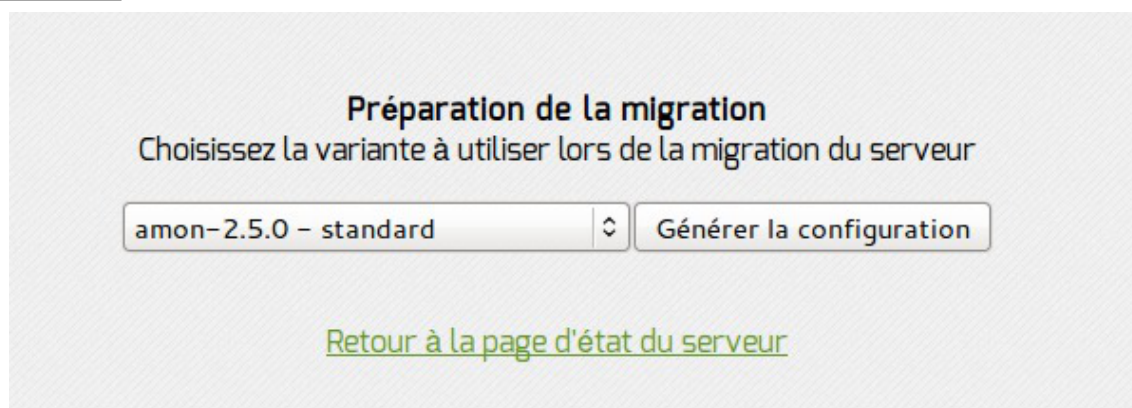 Préparation de la migration
Choisissez la variante à utiliser lors de la migration du serveur
amon-2.5.0 - standard Générer la configuration
Retour à la page d'état du serveur